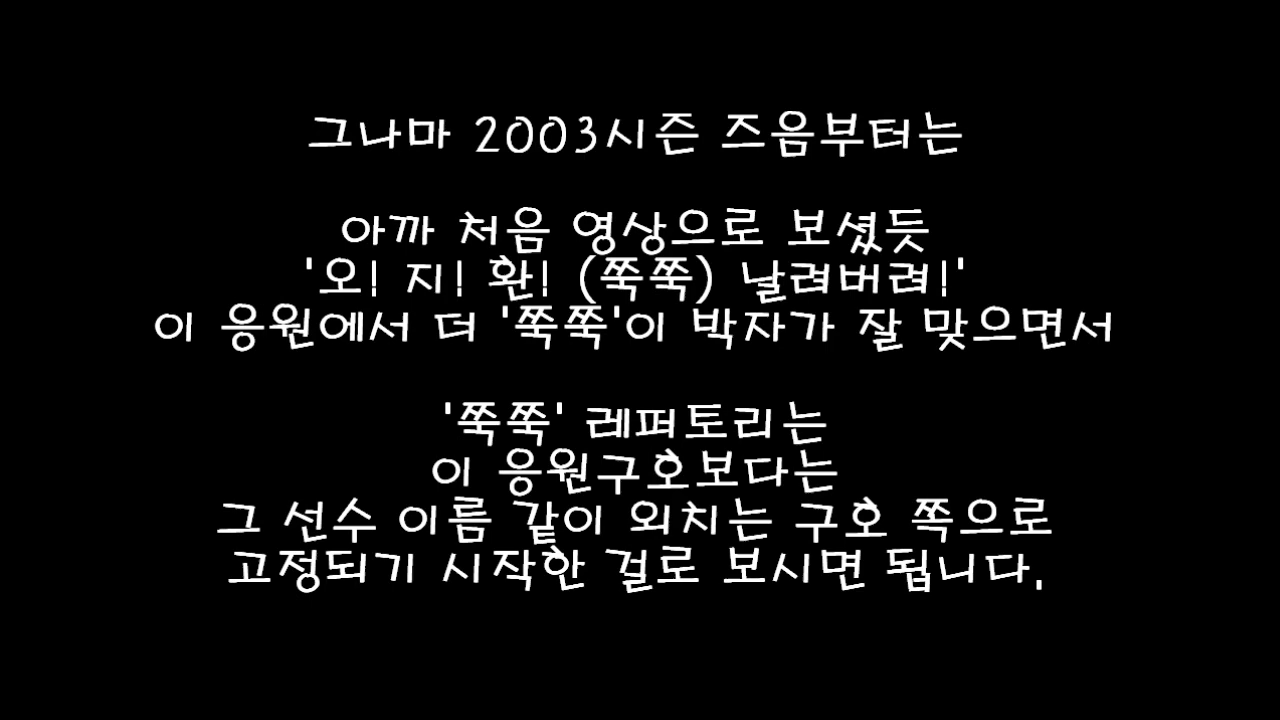 그나마 2003시즌 즈음부터는
아까 처음 영상으로 보셨듯
'오! 지! 환! (쭉쭉) 날려버려!'
이 응원에서 더 '쭉쭉'이 박자가 잘 맞으면서
'쭉쭉' 레퍼토리는
이 응원구호보다는
그 선수 이름 같이 외치는 구호 쪽으로
고정되기 시작한 걸로 보시면 됩니다.